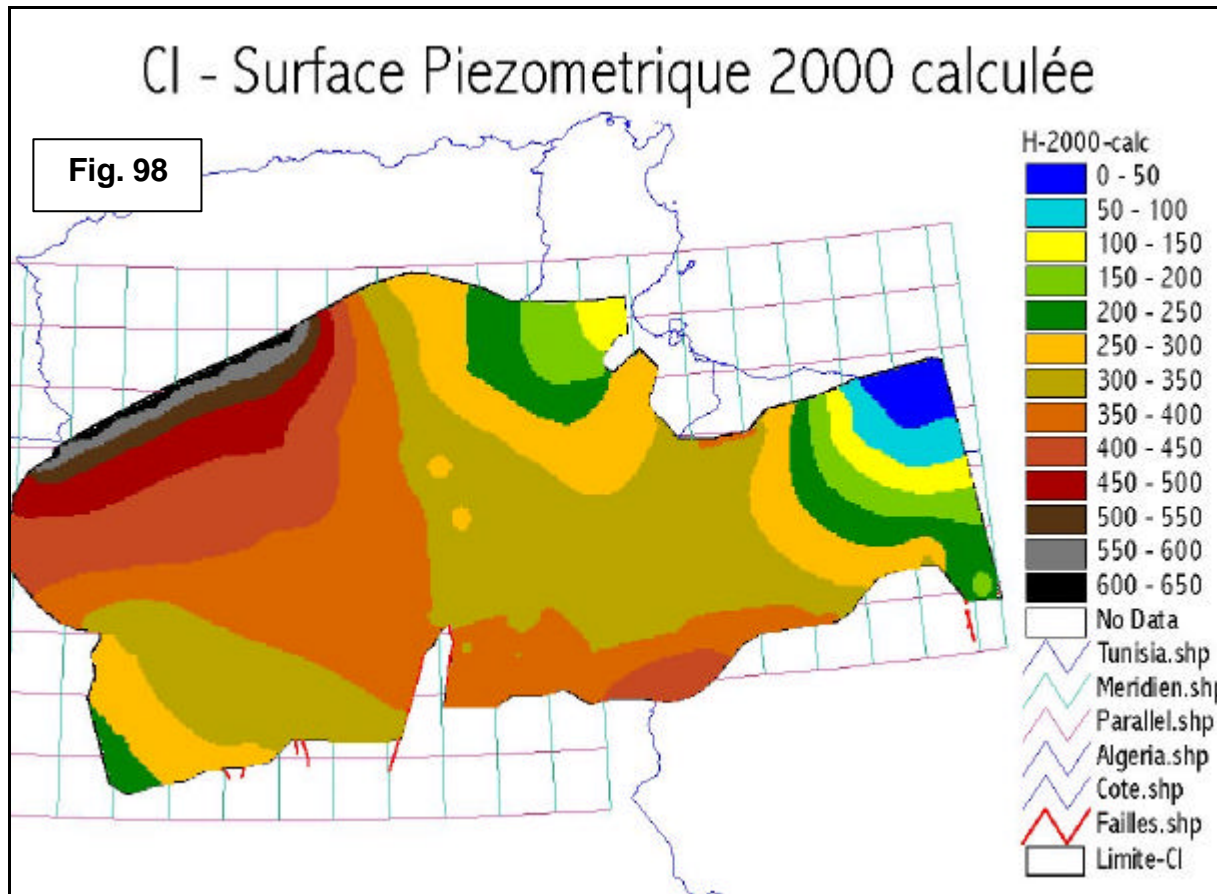 CI - Surface Piezometrique 2000 calculée
Fig. 98
H-2000-calc
0 - 50
50 - 100
100 - 150
150 - 200
200 - 250
250 - 300
300 - 350
350 - 400
400 - 450
450 - 500
500 - 550
550 - 600
600 - 650
No Data
Tunisia.shp
Meridien.shp
Parallel.shp
Algeria.shp
Cote.shp
Failles.shp
Limite-CI